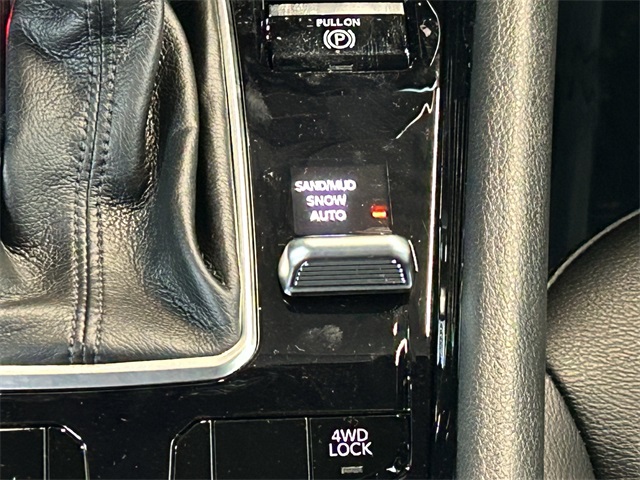 PULL ON
(P)
SAND/MUD
SNOW
AUTO
4WD
LOCK